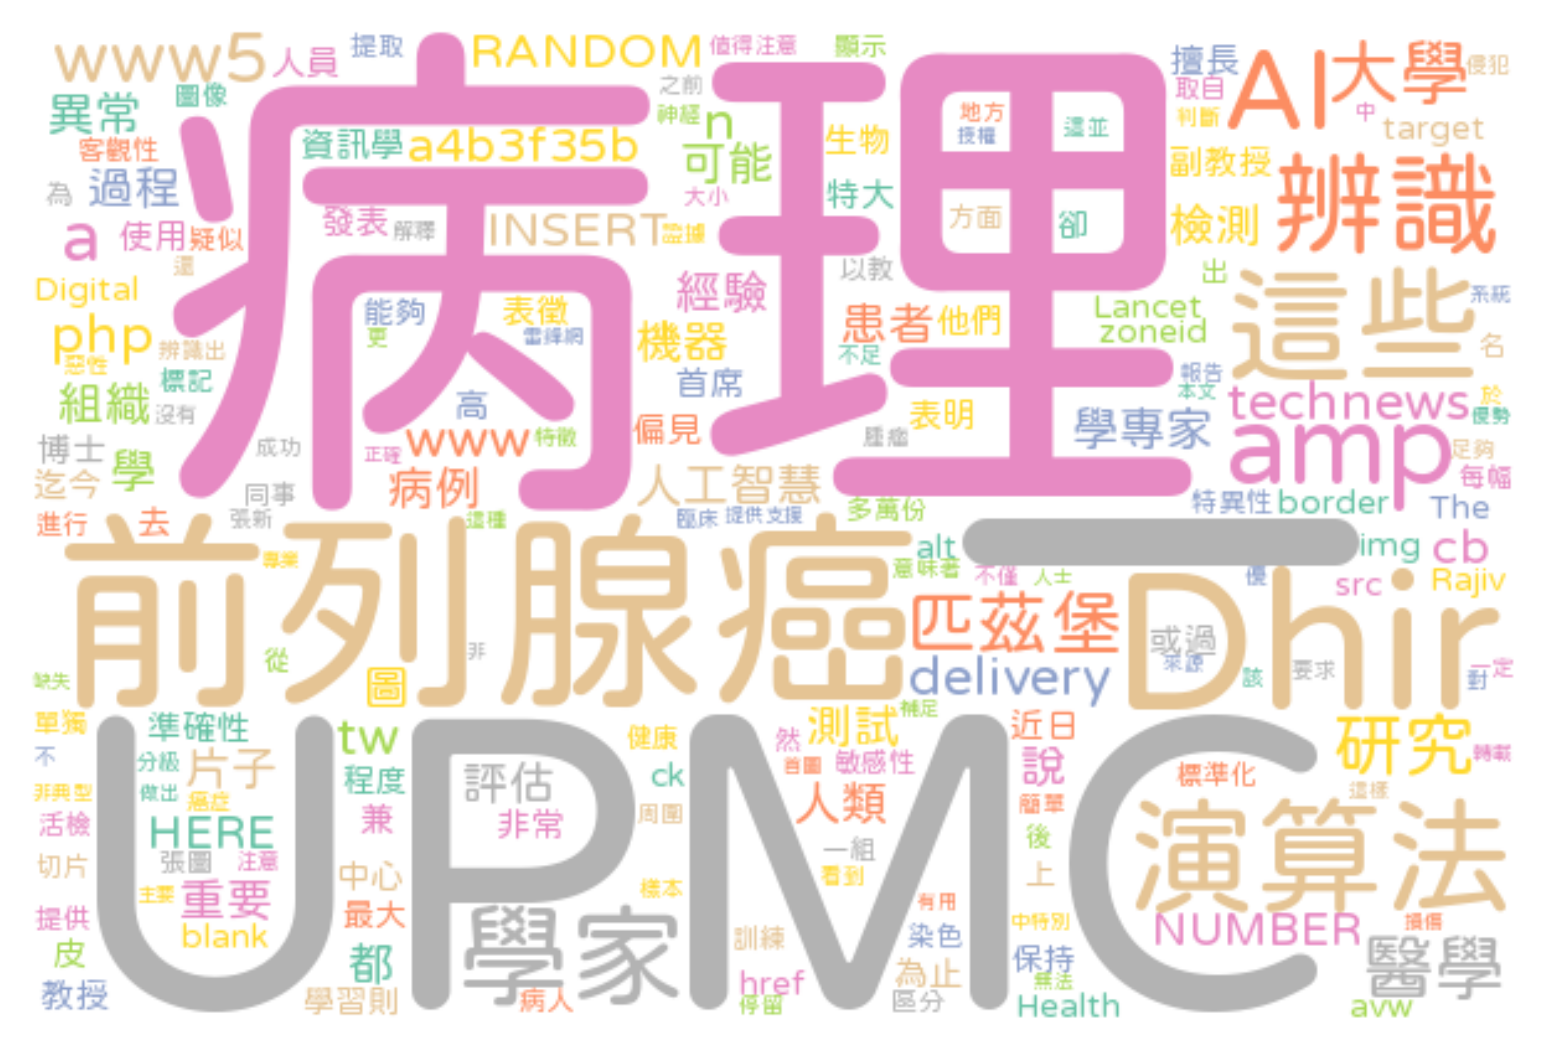 www5 人員 提取 RANDOM 值得注意 顯示 擅長 AI 大學 侵犯
異常 圖像 之前 取自 中
客觀性 資訊學 a4b3f35b 神經 n 生物 地方 授權 這並 判斷 target
為 過程 可能 副教授 辨識
病理
a 使用 疑似 發表 解釋 INSERT 證據 大小 特大 方面 卻 檢測
還 以教 出
Digital 能夠 表徵 經驗 患者 他們 Lancet 這些 系統
php 辨識出 更 雷鋒網 機器 不足 zoneid 名
惡性 標記 首席 報告
組織 沒有 高 表明 本文 technews 於
優勢
博士 學 成功 正確 www 特徵 偏見 腫瘤 學專家 amp 足夠
迄今 同事 病例 人工智慧 每幅
進行 去 張新 這種 臨床 提供支援 多萬份 特異性 border The
前列腺癌 專業 alt _ img cb
意味著 不僅 人士 優 src Rajiv
匹茲堡 Dhir
從 非 或過
缺失 圖 delivery 來源 該 要求 對 一定
單獨 準確性 tw 健康 然 測試 補足 近日 研究 轉載
UPMC
不 分級 片子 程度 評估 ck 首圖 敏感性 說 標準化
非典型 做出 癌症 人類 簡單 這樣
活檢 HERE 兼 非常 周圍 後 演算法
切片 張圖 注意 中心 一組 上
主要 重要 樣本 看到
提供 blank 最大 學家 有用 中特別 NUMBER 損傷
皮 都 訓練 染色 保持 醫學
教授 學習則 病人 href 為止 無法
停留 區分 Health avw